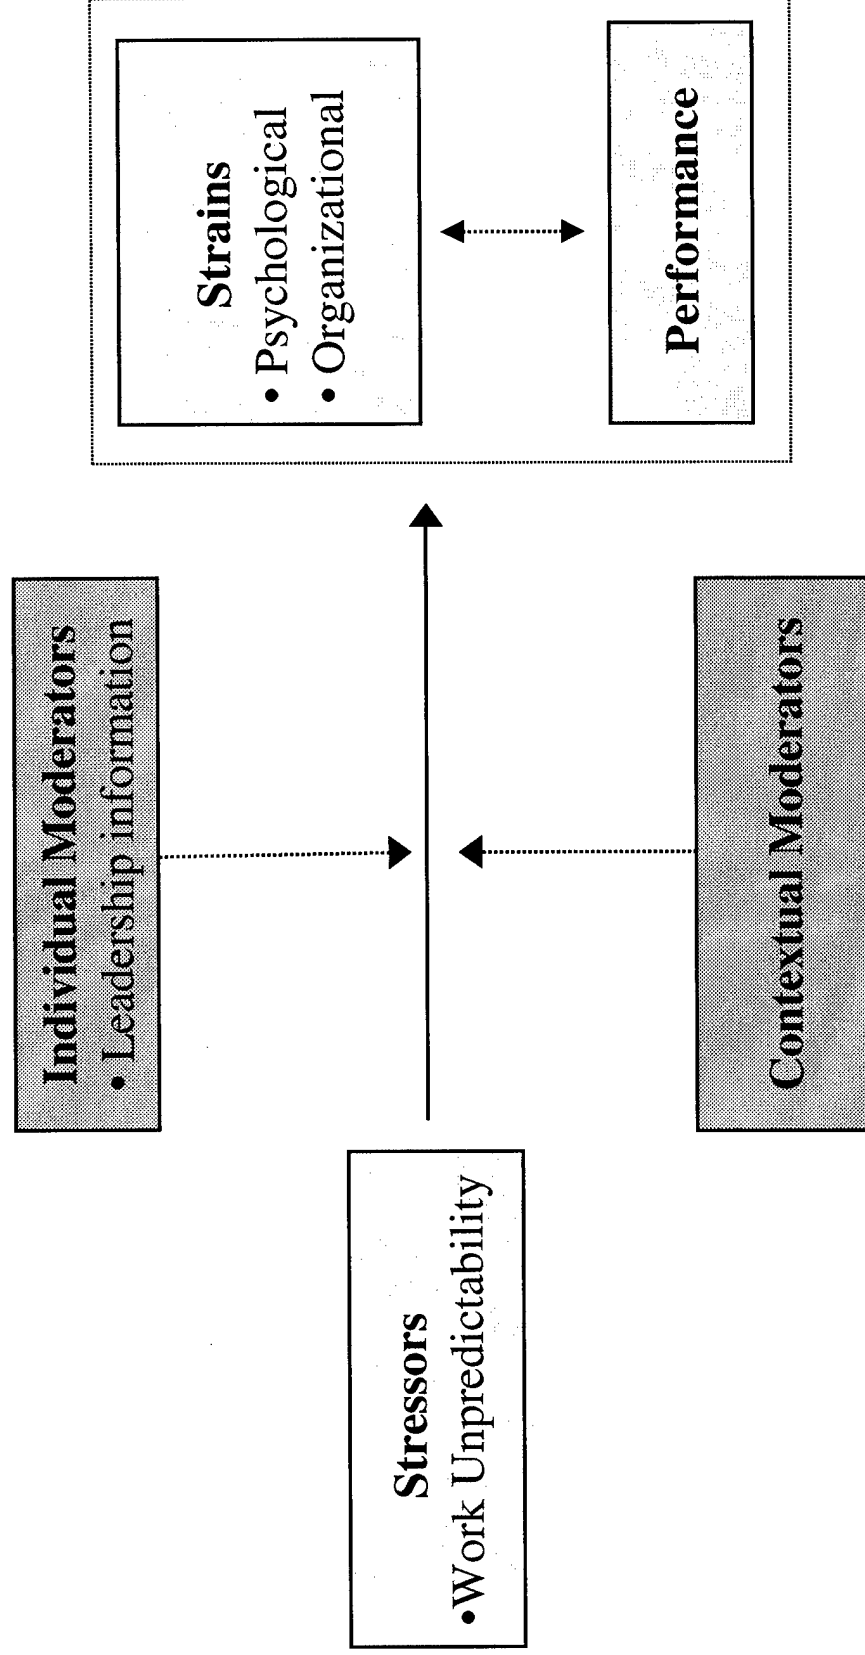 Individual Moderators
• Leadership information
Stressors
•Work Unpredictability
Strains
• Psychological
• Organizational
Performance
Contextual Moderators